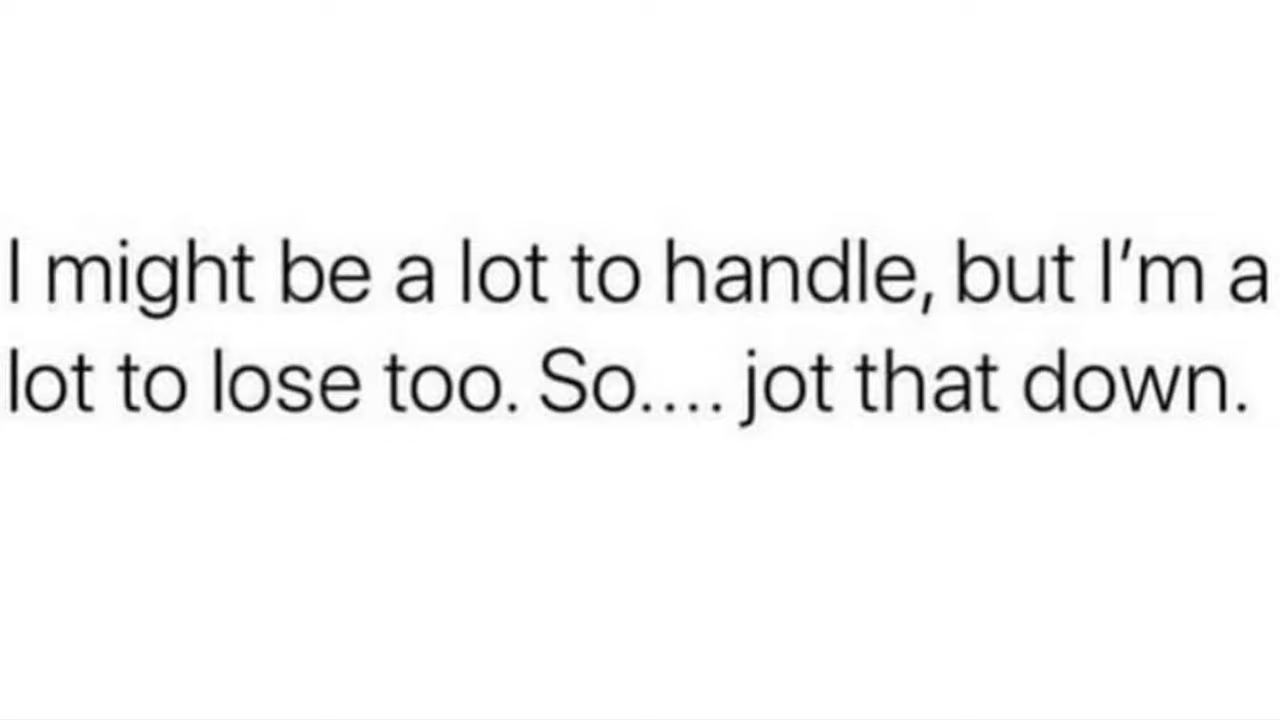 I might be a lot to handle, but I’m a
lot to lose too. So.... jot that down.